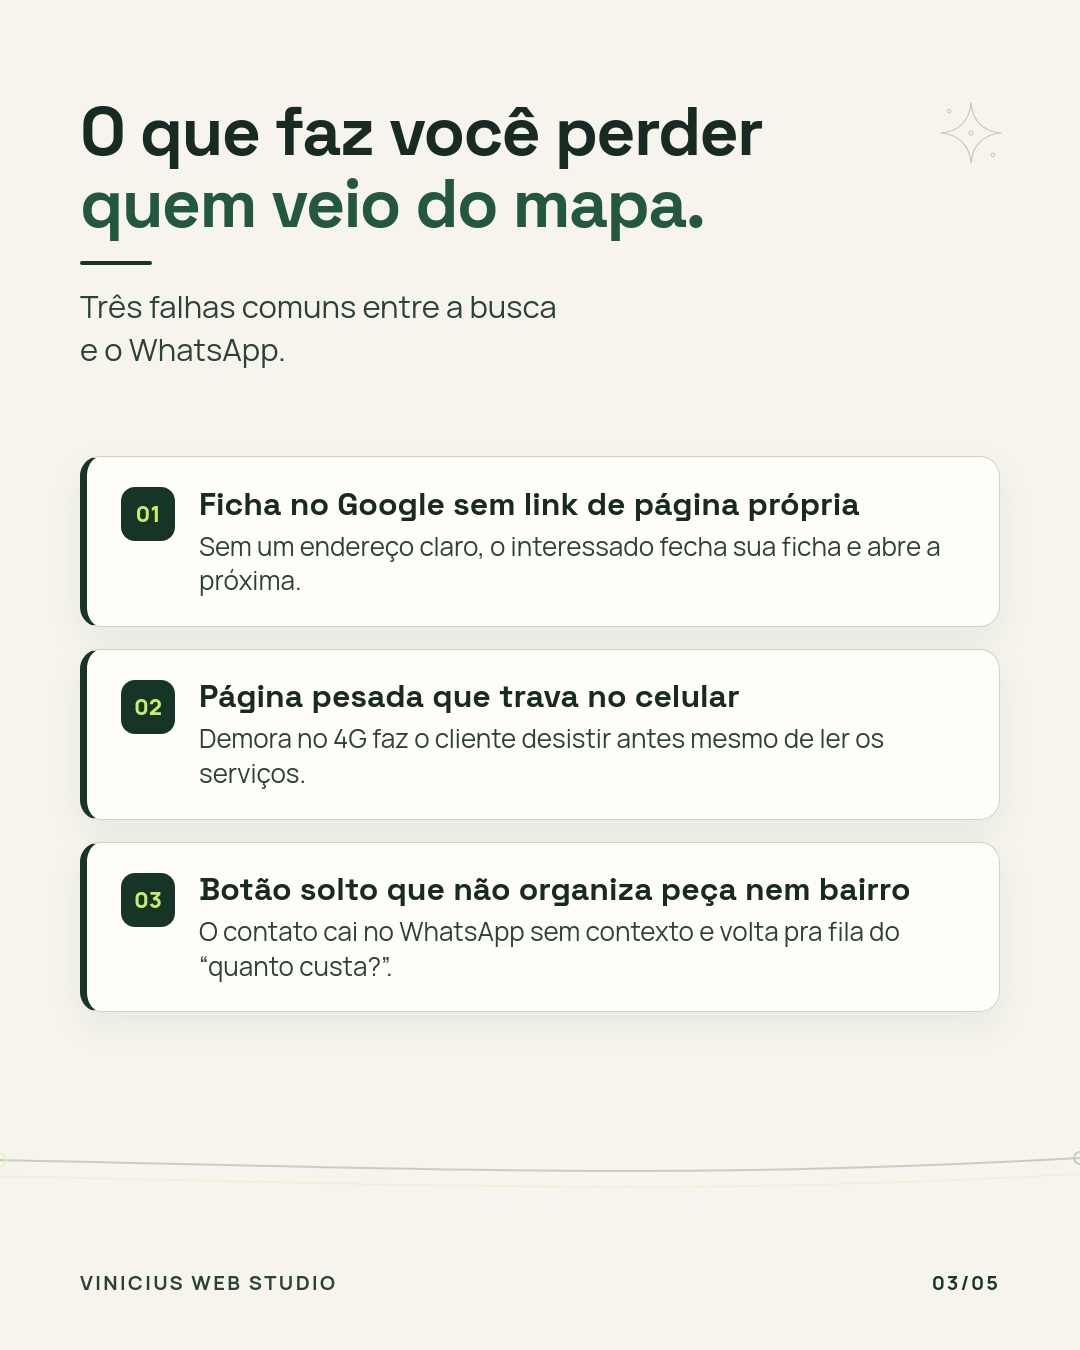 O que faz você perder
quem veio do mapa.
Três falhas comuns entre a busca
e o WhatsApp.
01
Ficha no Google sem link de página própria
Sem um endereço claro, o interessado fecha sua ficha e abre a
próxima.
02
Página pesada que trava no celular
Demora no 4G faz o cliente desistir antes mesmo de ler os
serviços.
03
Botão solto que não organiza peça nem bairro
O contato cai no WhatsApp sem contexto e volta pra fila do
“quanto custa?”.
VINICIUS WEB STUDIO
03/05